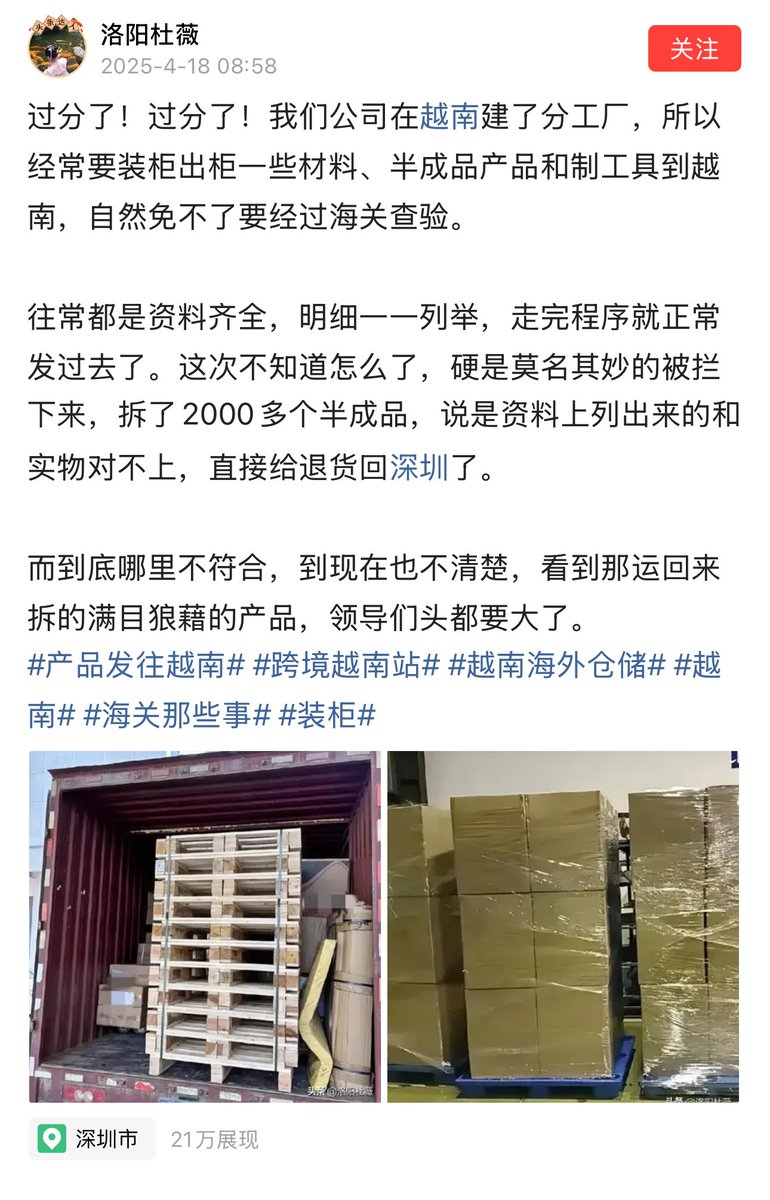 洛阳杜薇
2025-4-18 08:58
关注
过分了！过分了！我们公司在越南建了分工厂，所以
经常要装柜出柜一些材料、半成品产品和制工具到越
南，自然免不了要经过海关查验。
往常都是资料齐全，明细一一列举，走完程序就正常
发过去了。这次不知道怎么了，硬是莫名其妙的被拦
下来，拆了2000多个半成品，说是资料上列出来的和
实物对不上，直接给退货回深圳了。
而到底哪里不符合，到现在也不清楚，看到那运回来
拆的满目狼藉的产品，领导们头都要大了。
#产品发往越南# #跨境越南站# #越南海外仓储# #越
南# #海关那些事# #装柜#
头条@洛阳杜薇
头条@洛阳杜薇
深圳市
21万展现